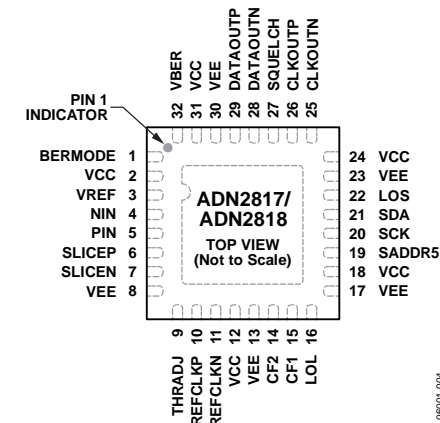 32 VBER
31 VCC
30 VEE
29 DATAOUTP
28 DATAOUTN
27 SQUELCH
26 CLKOUTP
25 CLKOUTN
PIN 1
INDICATOR
BERMODE 1
VCC 2
VREF 3
NIN 4
PIN 5
SLICEP 6
SLICEN 7
VEE 8
ADN2817/
ADN2818
TOP VIEW
(Not to Scale)
24 VCC
23 VEE
22 LOS
21 SDA
20 SCK
19 SADDR5
18 VCC
17 VEE
THRADJ 9
REFCLKP 10
REFCLKN 11
VCC 12
VEE 13
CF2 14
CF1 15
LOL 16
06001-001